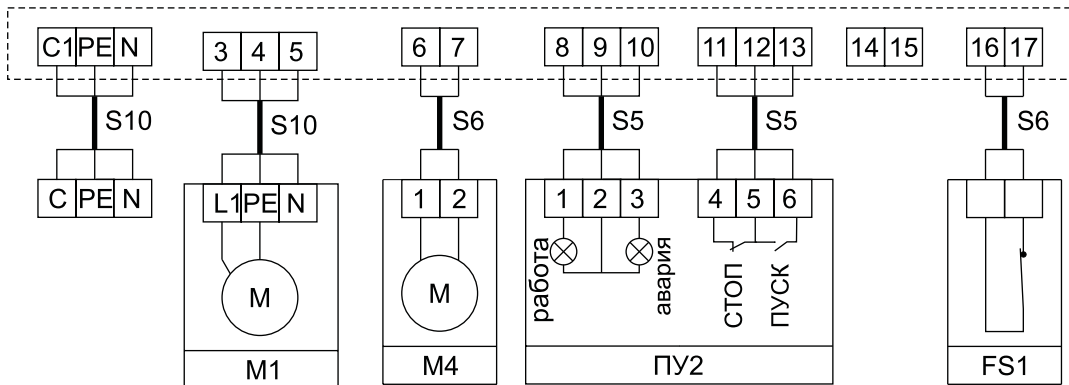 C1 PE N 3 4 5 6 7 8 9 10 11 12 13 14 15 16 17
S10 S10 S6 S5 S5 S6
C PE N L1 PE N 1 2 1 2 3 4 5 6
работа авария СТОП ПУСК
M M
M1 M4 ПУ2 FS1